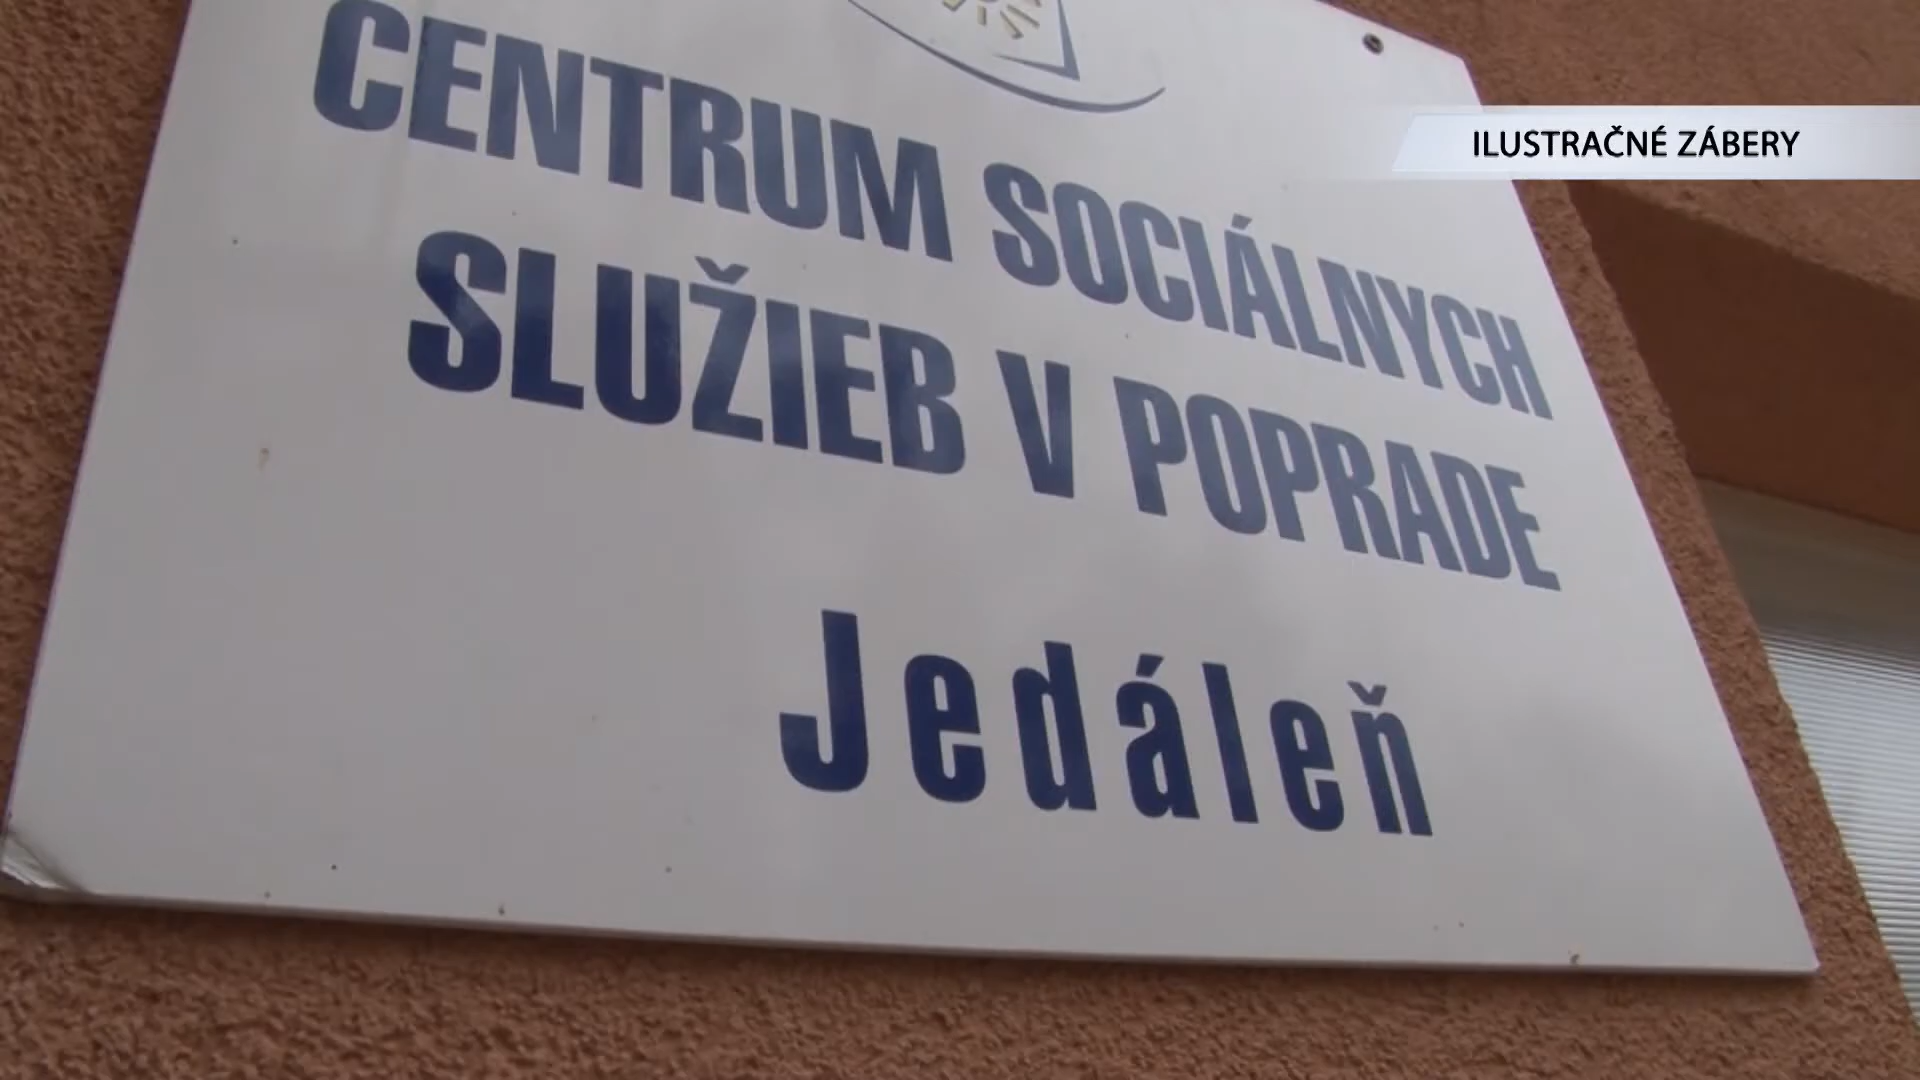 CENTRUM SOCIÁLNYCH
SLUŽIEB V POPRADE
Jedáleň
ILUSTRAČNÉ ZÁBERY